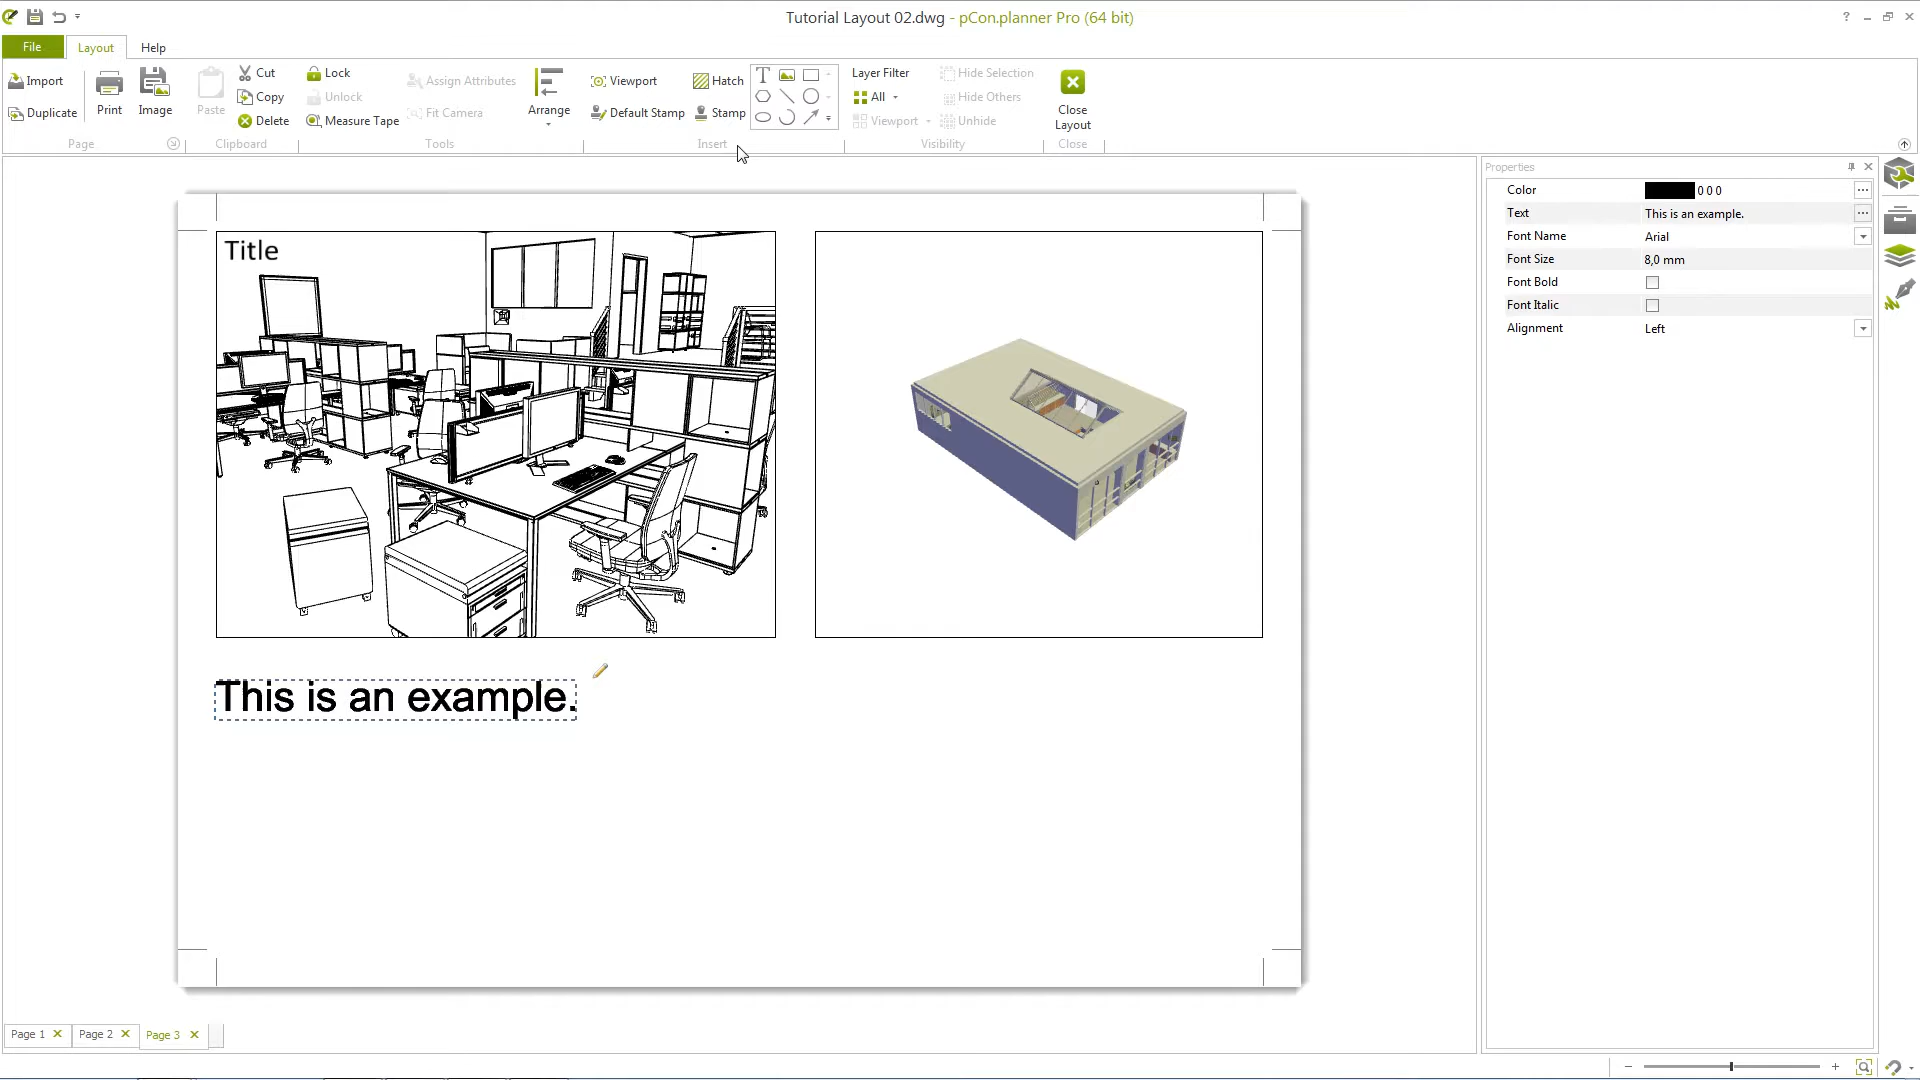 Tutorial Layout 02.dwg - pCon.planner Pro (64 bit)
?
File
Layout
Help
Import
Duplicate
Print
Image
Page
Paste
Cut
Copy
Delete
Clipboard
Lock
Unlock
Measure Tape
Assign Attributes
Fit Camera
Tools
Arrange
Viewport
Default Stamp
Hatch
Stamp
Insert
Layer Filter
All
Viewport
Hide Selection
Hide Others
Unhide
Visibility
Close
Layout
Close
Title
This is an example.
Properties
Color 0 0 0 ...
Text This is an example. ...
Font Name Arial
Font Size 8,0 mm
Font Bold
Font Italic
Alignment Left
Page 1
Page 2
Page 3